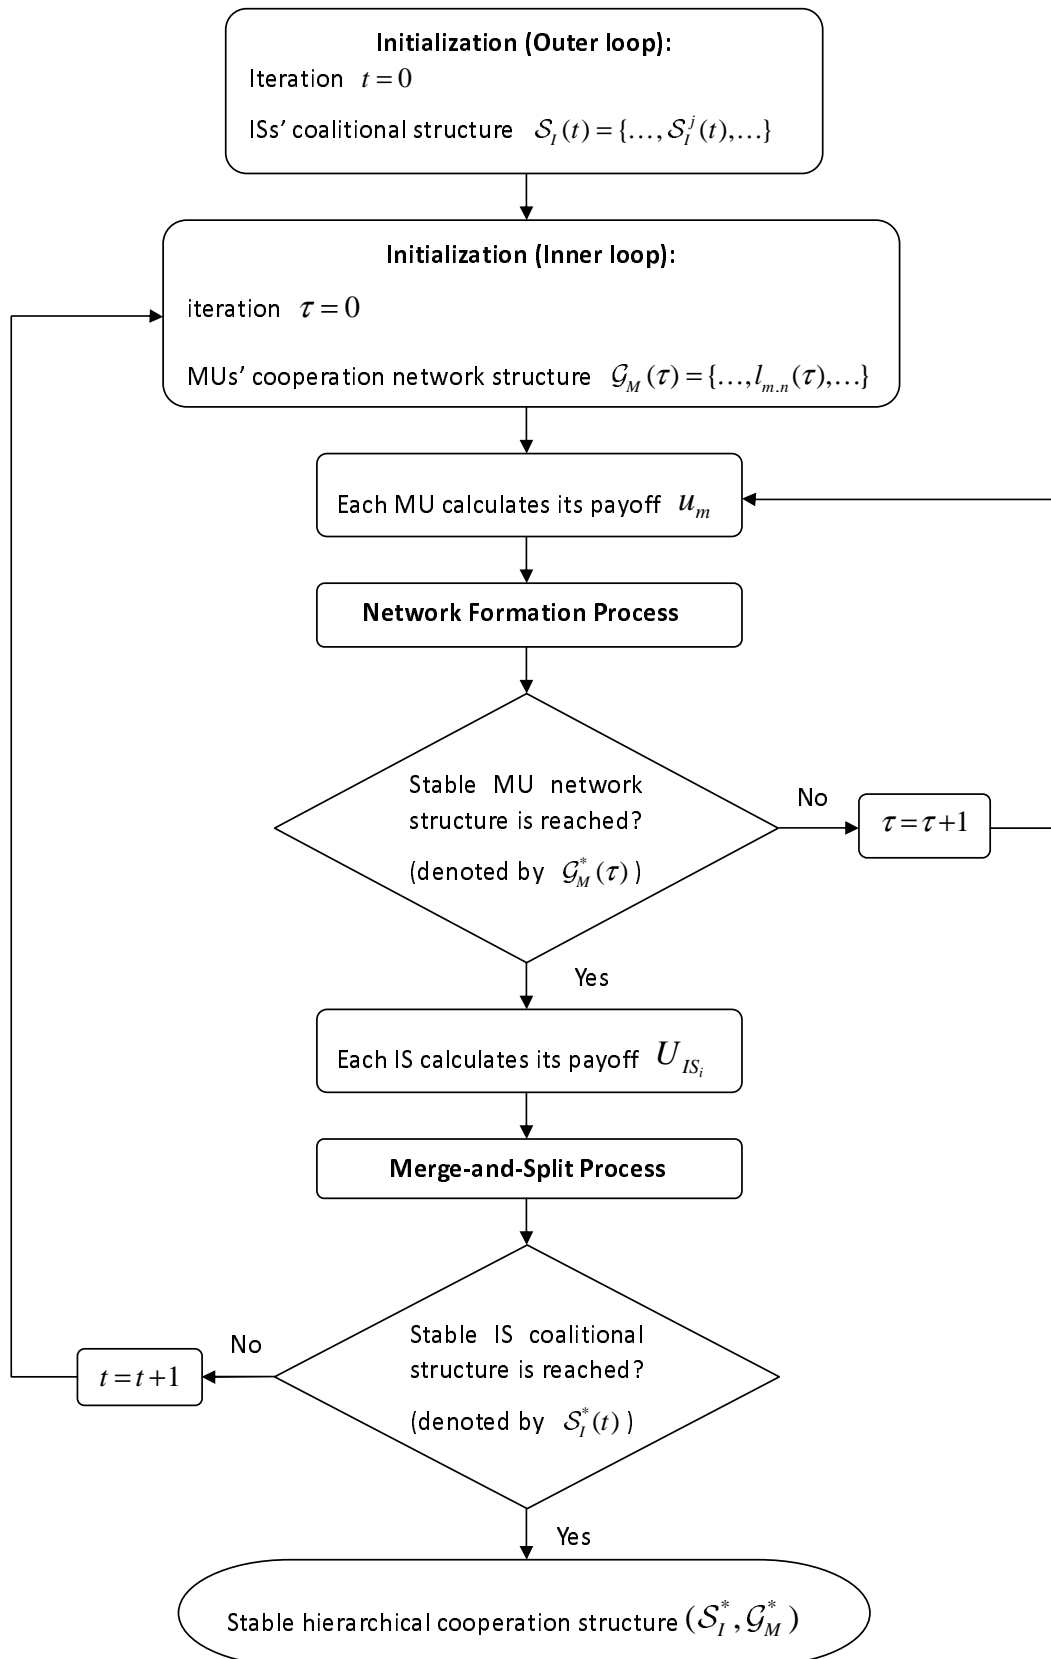 Initialization (Outer loop):
Iteration t = 0
ISs' coalitional structure 𝒮_I(t) = {…, 𝒮_I^j(t),…}
Initialization (Inner loop):
iteration τ = 0
MUs' cooperation network structure 𝒢_M(τ) = {…, l_{m.n}(τ),…}
Each MU calculates its payoff u_m
Network Formation Process
Stable MU network
structure is reached?
(denoted by 𝒢_M^*(τ))
No
τ = τ+1
Yes
Each IS calculates its payoff U_{IS_i}
Merge-and-Split Process
Stable IS coalitional
structure is reached?
(denoted by 𝒮_I^*(t))
No
t = t+1
Yes
Stable hierarchical cooperation structure (𝒮_I^*, 𝒢_M^*)